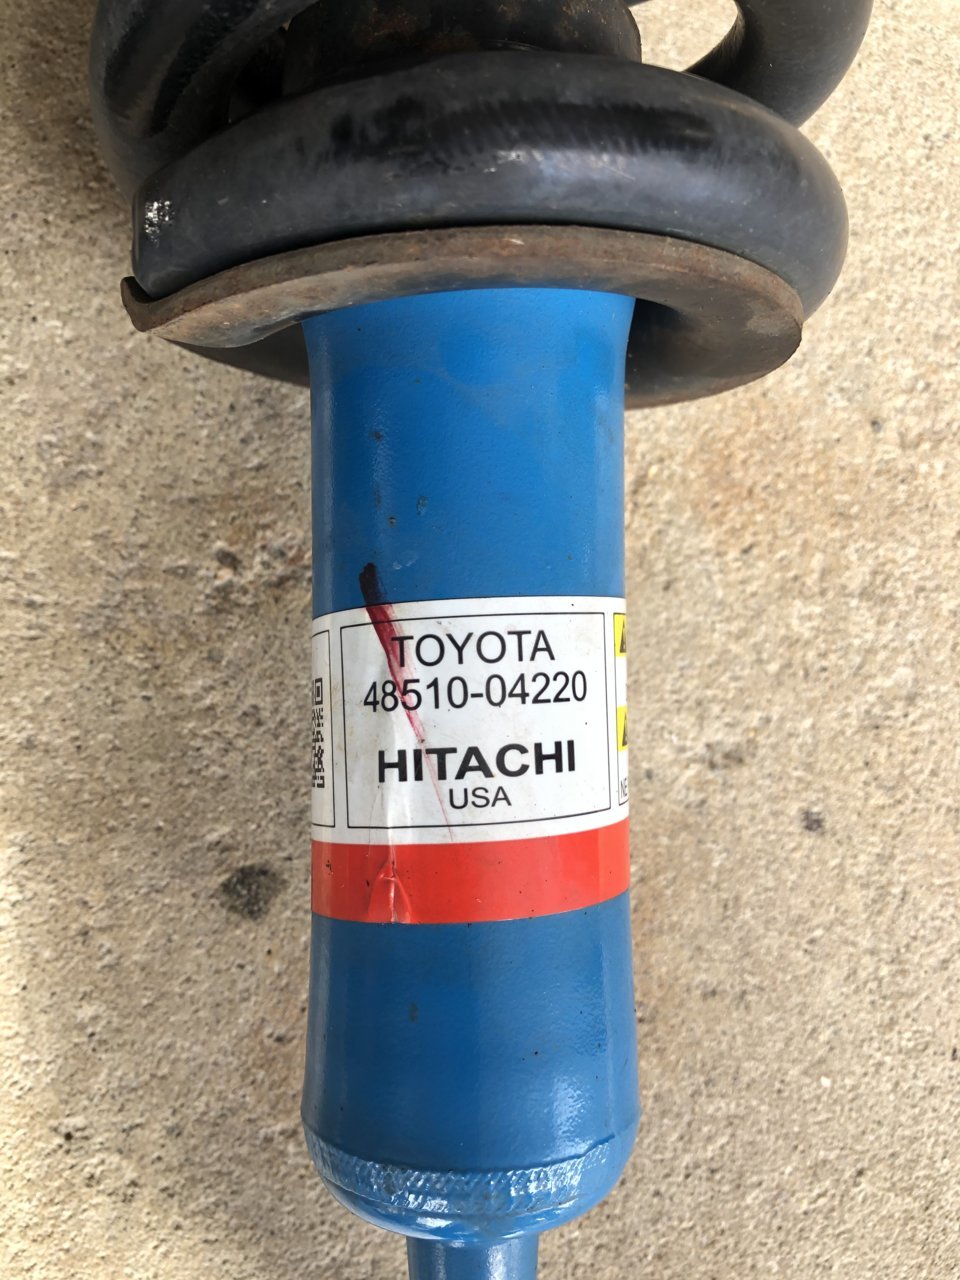 TOYOTA
48510-04220
HITACHI
USA